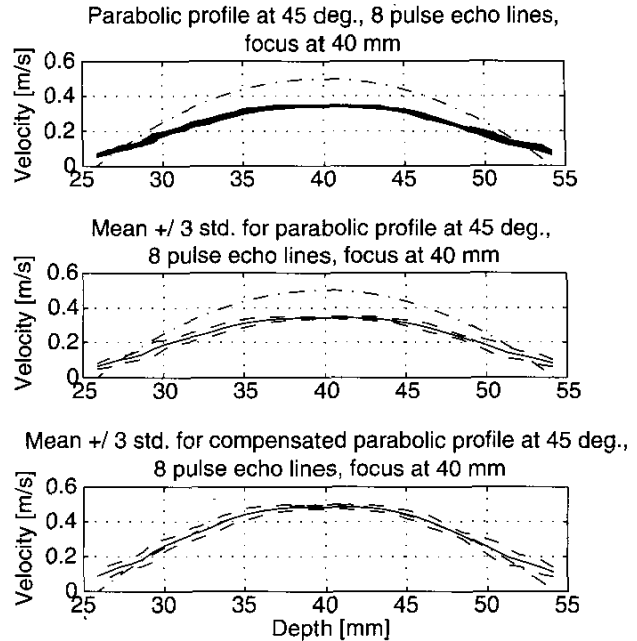 Parabolic profile at 45 deg., 8 pulse echo lines,
focus at 40 mm
Velocity [m/s]
0.6
0.4
0.2
0
25 30 35 40 45 50 55
Mean +/ 3 std. for parabolic profile at 45 deg.,
8 pulse echo lines, focus at 40 mm
Velocity [m/s]
0.6
0.4
0.2
0
25 30 35 40 45 50 55
Mean +/ 3 std. for compensated parabolic profile at 45 deg.,
8 pulse echo lines, focus at 40 mm
Velocity [m/s]
0.6
0.4
0.2
0
25 30 35 40 45 50 55
Depth [mm]